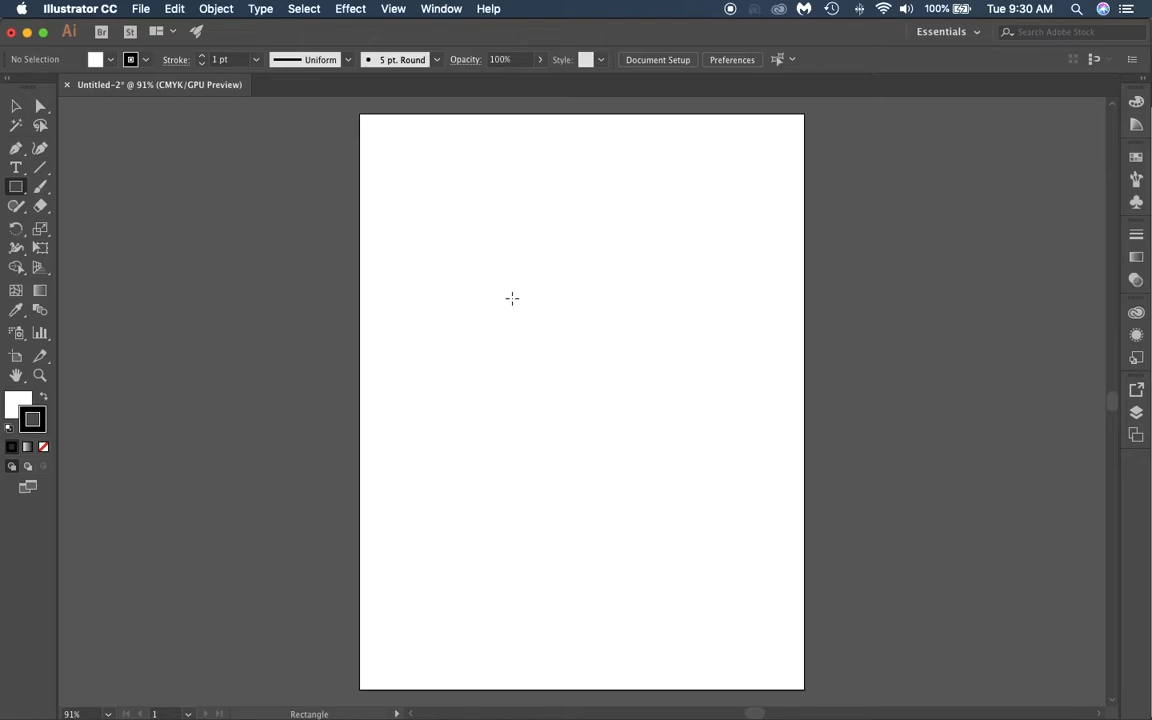 Illustrator CC File Edit Object Type Select Effect View Window Help 100% Tue 9:30 AM
Ai Br St Essentials Search Adobe Stock
No Selection Stroke: 1 pt Uniform 5 pt. Round Opacity: 100% Style: Document Setup Preferences
× Untitled-2* @ 91% (CMYK/GPU Preview)
T
91% 1 Rectangle